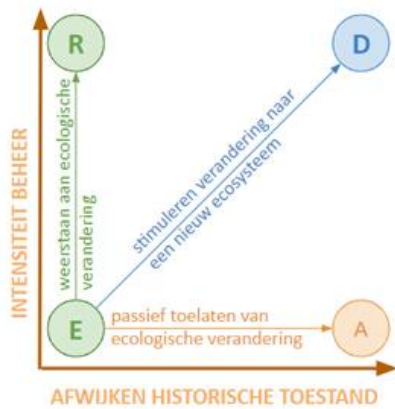 R
D
INTENSITEIT BEHEER
weerstaan aan ecologische
verandering
stimuleren verandering naar
een nieuw ecosysteem
E
passief toelaten van
ecologische verandering
A
AFWIJKEN HISTORISCHE TOESTAND